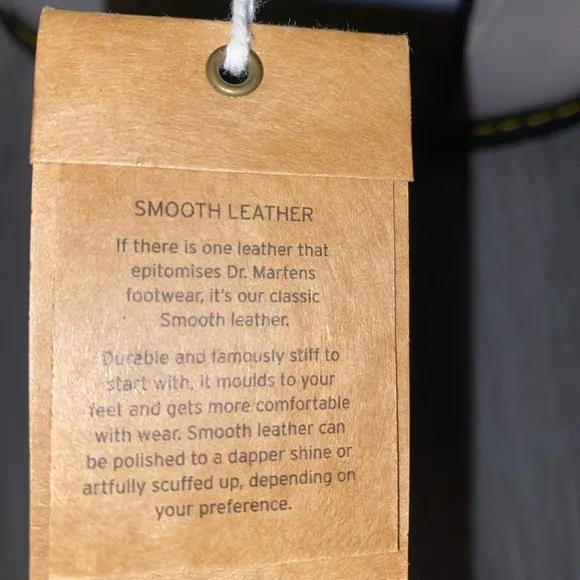 SMOOTH LEATHER
If there is one leather that
epitomises Dr. Martens
footwear, it's our classic
Smooth leather.
Durable and famously stiff to
start with, it moulds to your
feet and gets more comfortable
with wear. Smooth leather can
be polished to a dapper shine or
artfully scuffed up, depending on
your preference.